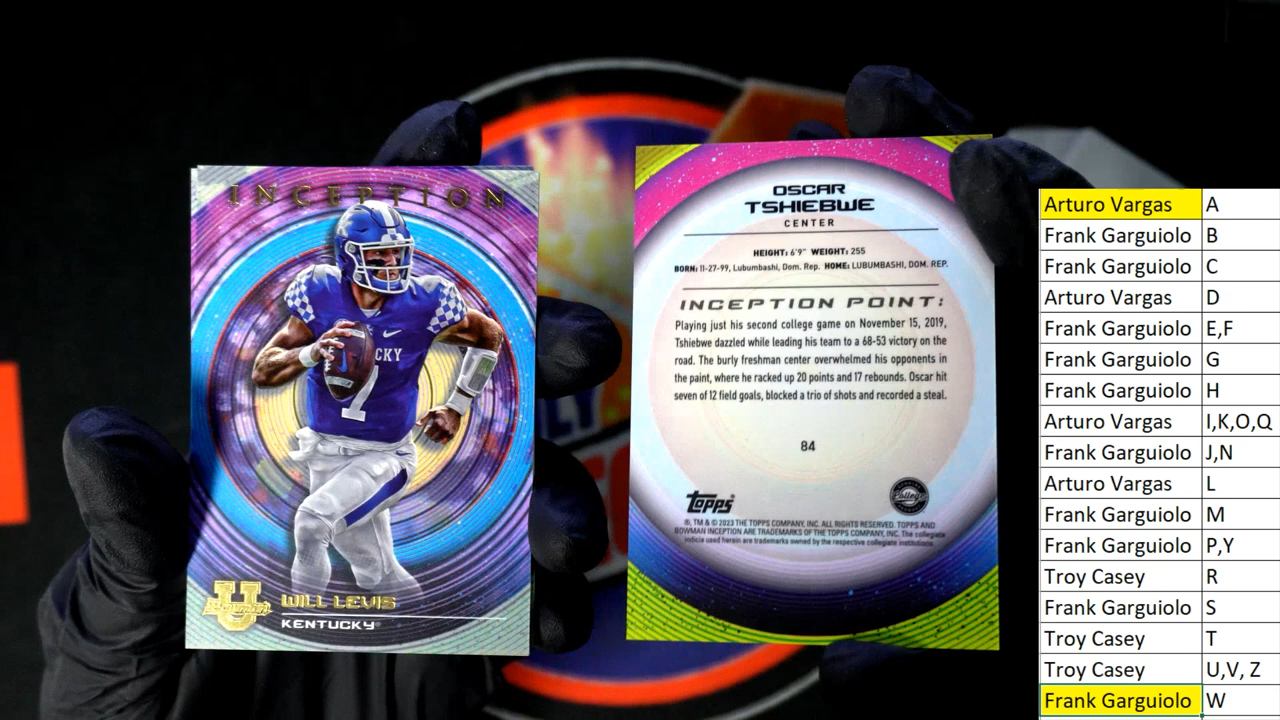 INCEPTION
KCKY
7
U
Bowman
WILL LEVIS
KENTUCKY
OSCAR
TSHIEBWE
CENTER
HEIGHT: 6'9" WEIGHT: 255
BORN: 11-27-99, Lubumbashi, Dom. Rep. HOME: LUBUMBASHI, DOM. REP.
INCEPTION POINT:
Playing just his second college game on November 15, 2019,
Tshiebwe dazzled while leading his team to a 68-53 victory on the
road. The burly freshman center overwhelmed his opponents in
the paint, where he racked up 20 points and 17 rebounds. Oscar hit
seven of 12 field goals, blocked a trio of shots and recorded a steal.
84
Topps
College
®, TM & © 2023 THE TOPPS COMPANY, INC. ALL RIGHTS RESERVED. TOPPS AND
BOWMAN INCEPTION ARE TRADEMARKS OF THE TOPPS COMPANY, INC. The collegiate
indicia used herein are trademarks owned by the respective collegiate institutions.
Arturo Vargas A
Frank Garguiolo B
Frank Garguiolo C
Arturo Vargas D
Frank Garguiolo E,F
Frank Garguiolo G
Frank Garguiolo H
Arturo Vargas I,K,O,Q
Frank Garguiolo J,N
Arturo Vargas L
Frank Garguiolo M
Frank Garguiolo P,Y
Troy Casey R
Frank Garguiolo S
Troy Casey T
Troy Casey U,V, Z
Frank Garguiolo W